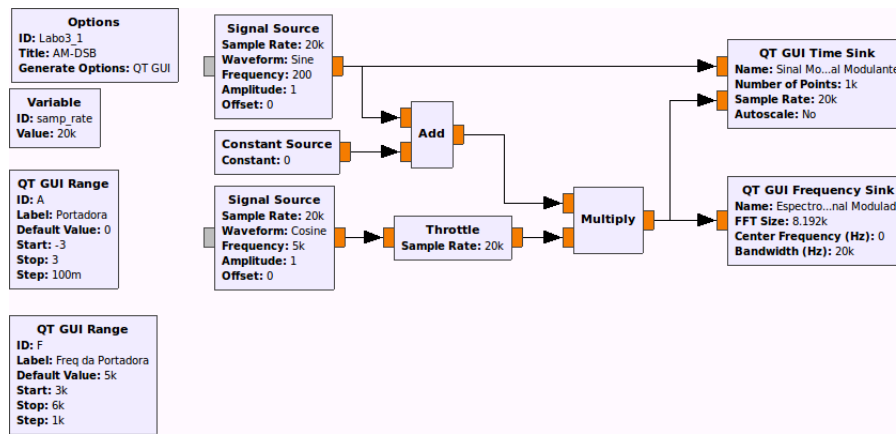 Options
ID: Labo3_1
Title: AM-DSB
Generate Options: QT GUI
Variable
ID: samp_rate
Value: 20k
QT GUI Range
ID: A
Label: Portadora
Default Value: 0
Start: -3
Stop: 3
Step: 100m
QT GUI Range
ID: F
Label: Freq da Portadora
Default Value: 5k
Start: 3k
Stop: 6k
Step: 1k
Signal Source
Sample Rate: 20k
Waveform: Sine
Frequency: 200
Amplitude: 1
Offset: 0
Constant Source
Constant: 0
Signal Source
Sample Rate: 20k
Waveform: Cosine
Frequency: 5k
Amplitude: 1
Offset: 0
Add
Throttle
Sample Rate: 20k
Multiply
QT GUI Time Sink
Name: Sinal Mo...al Modulante
Number of Points: 1k
Sample Rate: 20k
Autoscale: No
QT GUI Frequency Sink
Name: Espectro...nal Modulad
FFT Size: 8.192k
Center Frequency (Hz): 0
Bandwidth (Hz): 20k